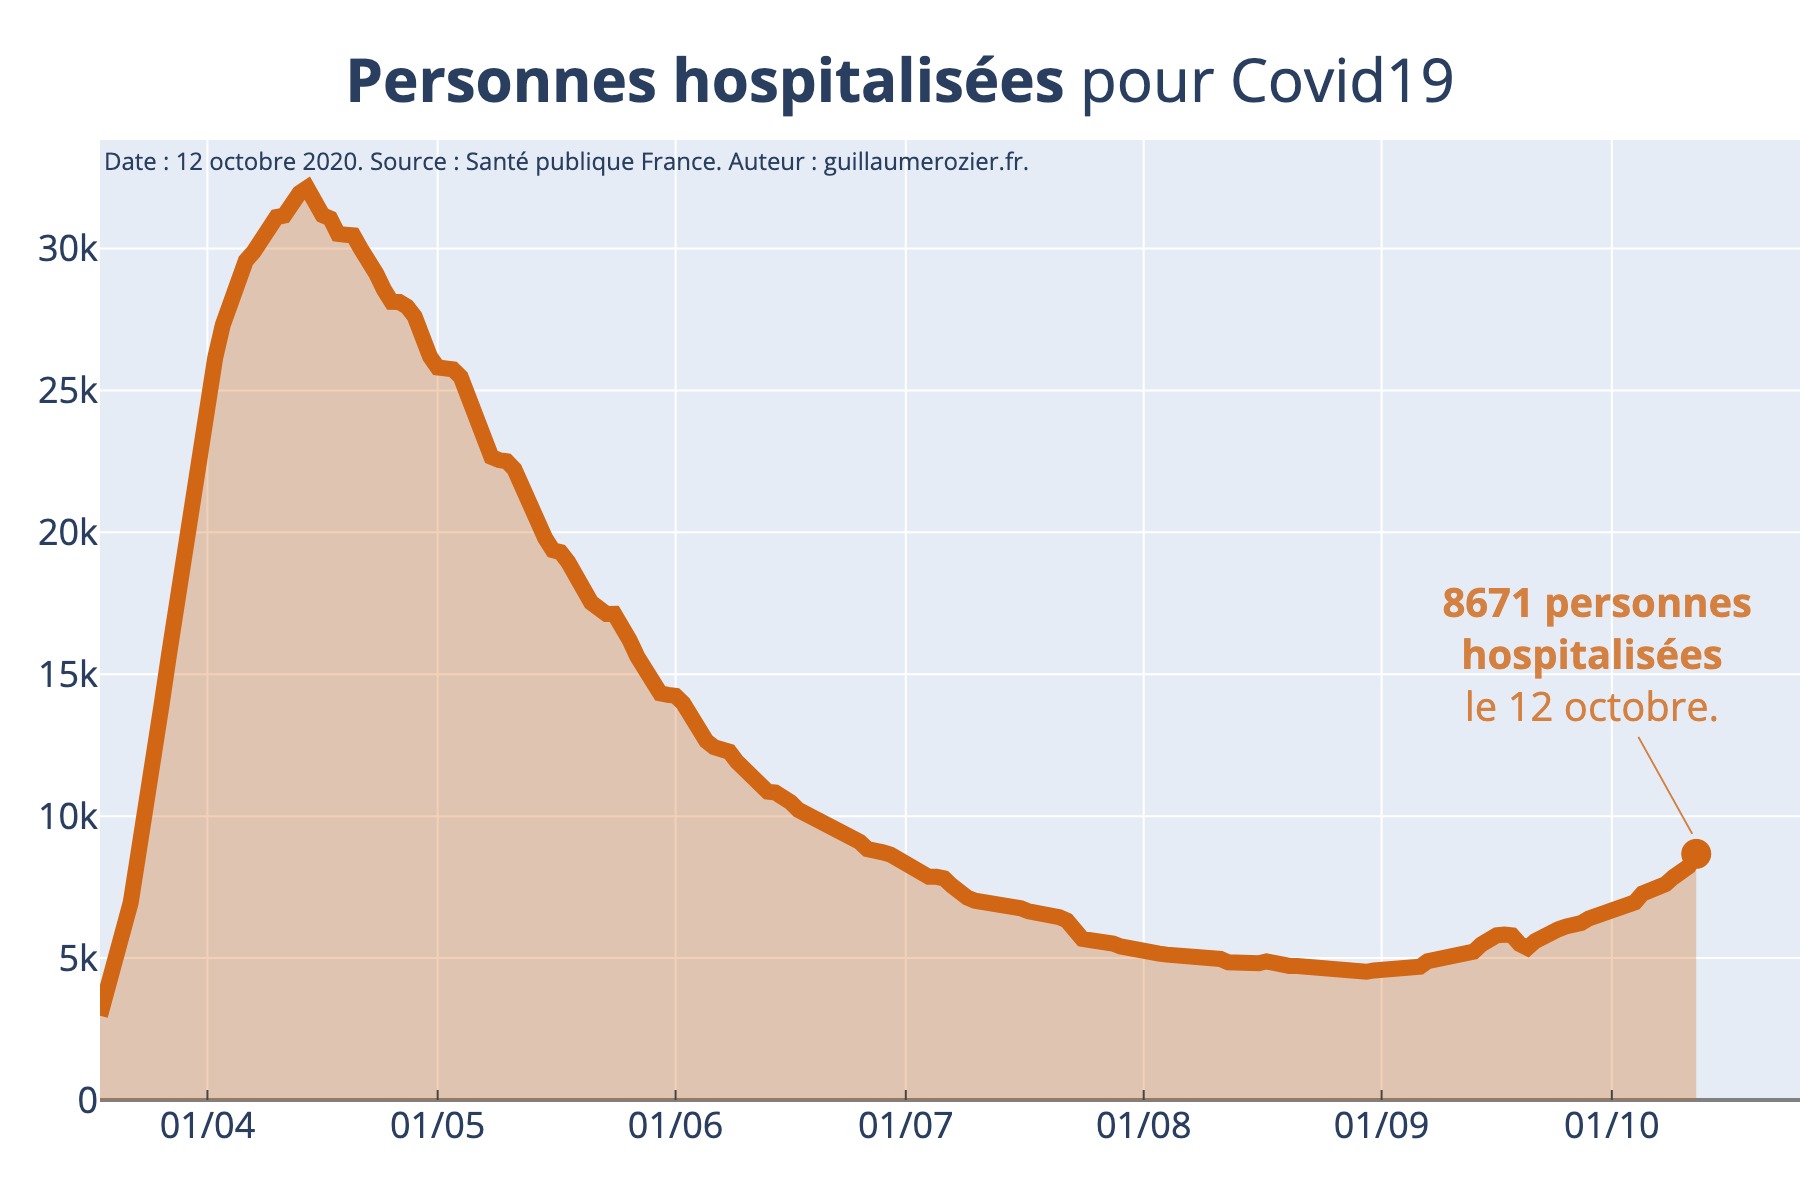 Personnes hospitalisées pour Covid19
Date : 12 octobre 2020. Source : Santé publique France. Auteur : guillaumerozier.fr.
30k
25k
20k
15k
10k
5k
0
8671 personnes
hospitalisées
le 12 octobre.
01/04 01/05 01/06 01/07 01/08 01/09 01/10